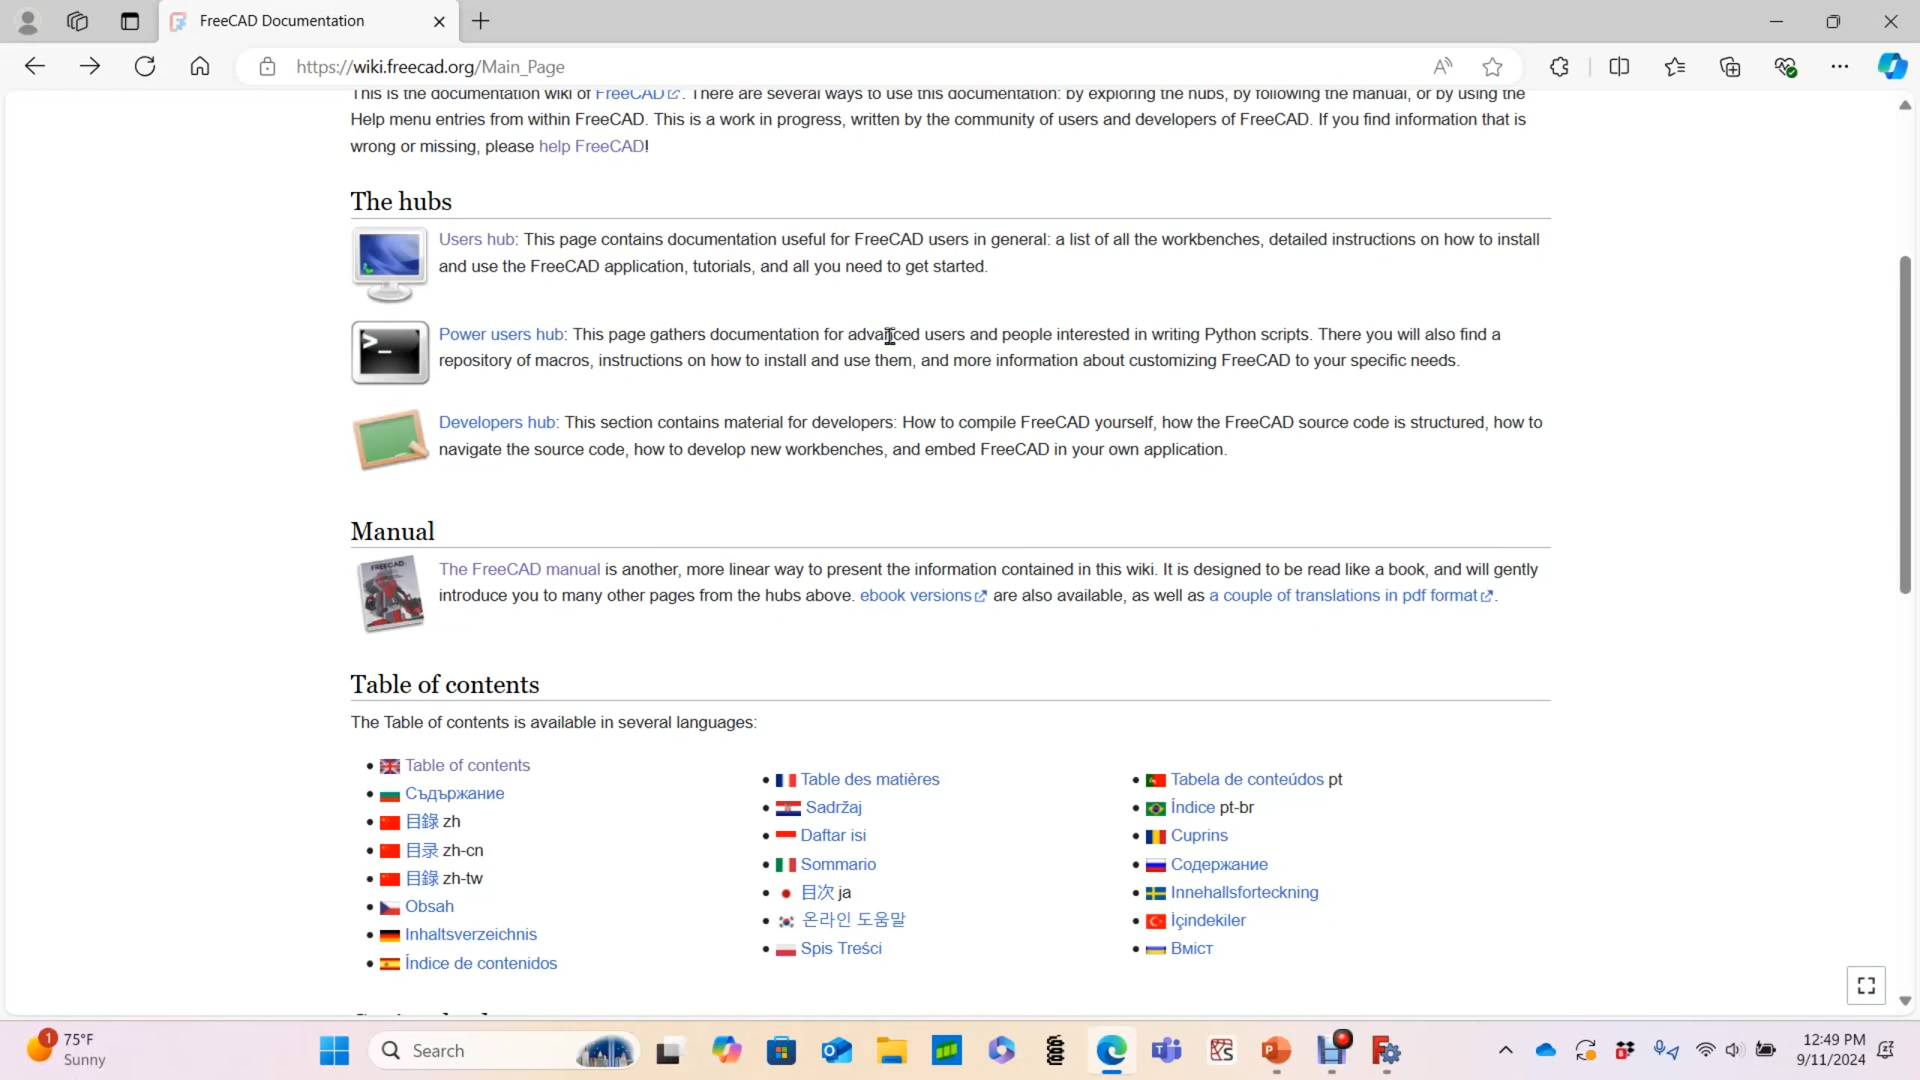 FreeCAD Documentation
https://wiki.freecad.org/Main_Page
This is the documentation wiki of FreeCAD. There are several ways to use this documentation: by exploring the hubs, by following the manual, or by using the
Help menu entries from within FreeCAD. This is a work in progress, written by the community of users and developers of FreeCAD. If you find information that is
wrong or missing, please help FreeCAD!
The hubs
Users hub: This page contains documentation useful for FreeCAD users in general: a list of all the workbenches, detailed instructions on how to install
and use the FreeCAD application, tutorials, and all you need to get started.
Power users hub: This page gathers documentation for advanced users and people interested in writing Python scripts. There you will also find a
repository of macros, instructions on how to install and use them, and more information about customizing FreeCAD to your specific needs.
Developers hub: This section contains material for developers: How to compile FreeCAD yourself, how the FreeCAD source code is structured, how to
navigate the source code, how to develop new workbenches, and embed FreeCAD in your own application.
Manual
FREECAD
The FreeCAD manual is another, more linear way to present the information contained in this wiki. It is designed to be read like a book, and will gently
introduce you to many other pages from the hubs above. ebook versions are also available, as well as a couple of translations in pdf format.
Table of contents
The Table of contents is available in several languages:
Table of contents
Съдържание
目錄 zh
目录 zh-cn
目錄 zh-tw
Obsah
Inhaltsverzeichnis
Índice de contenidos
Table des matières
Sadržaj
Daftar isi
Sommario
目次 ja
온라인 도움말
Spis Treści
Tabela de conteúdos pt
Índice pt-br
Cuprins
Содержание
Innehallsforteckning
İçindekiler
Вміст
1
75°F
Sunny
Search
12:49 PM
9/11/2024